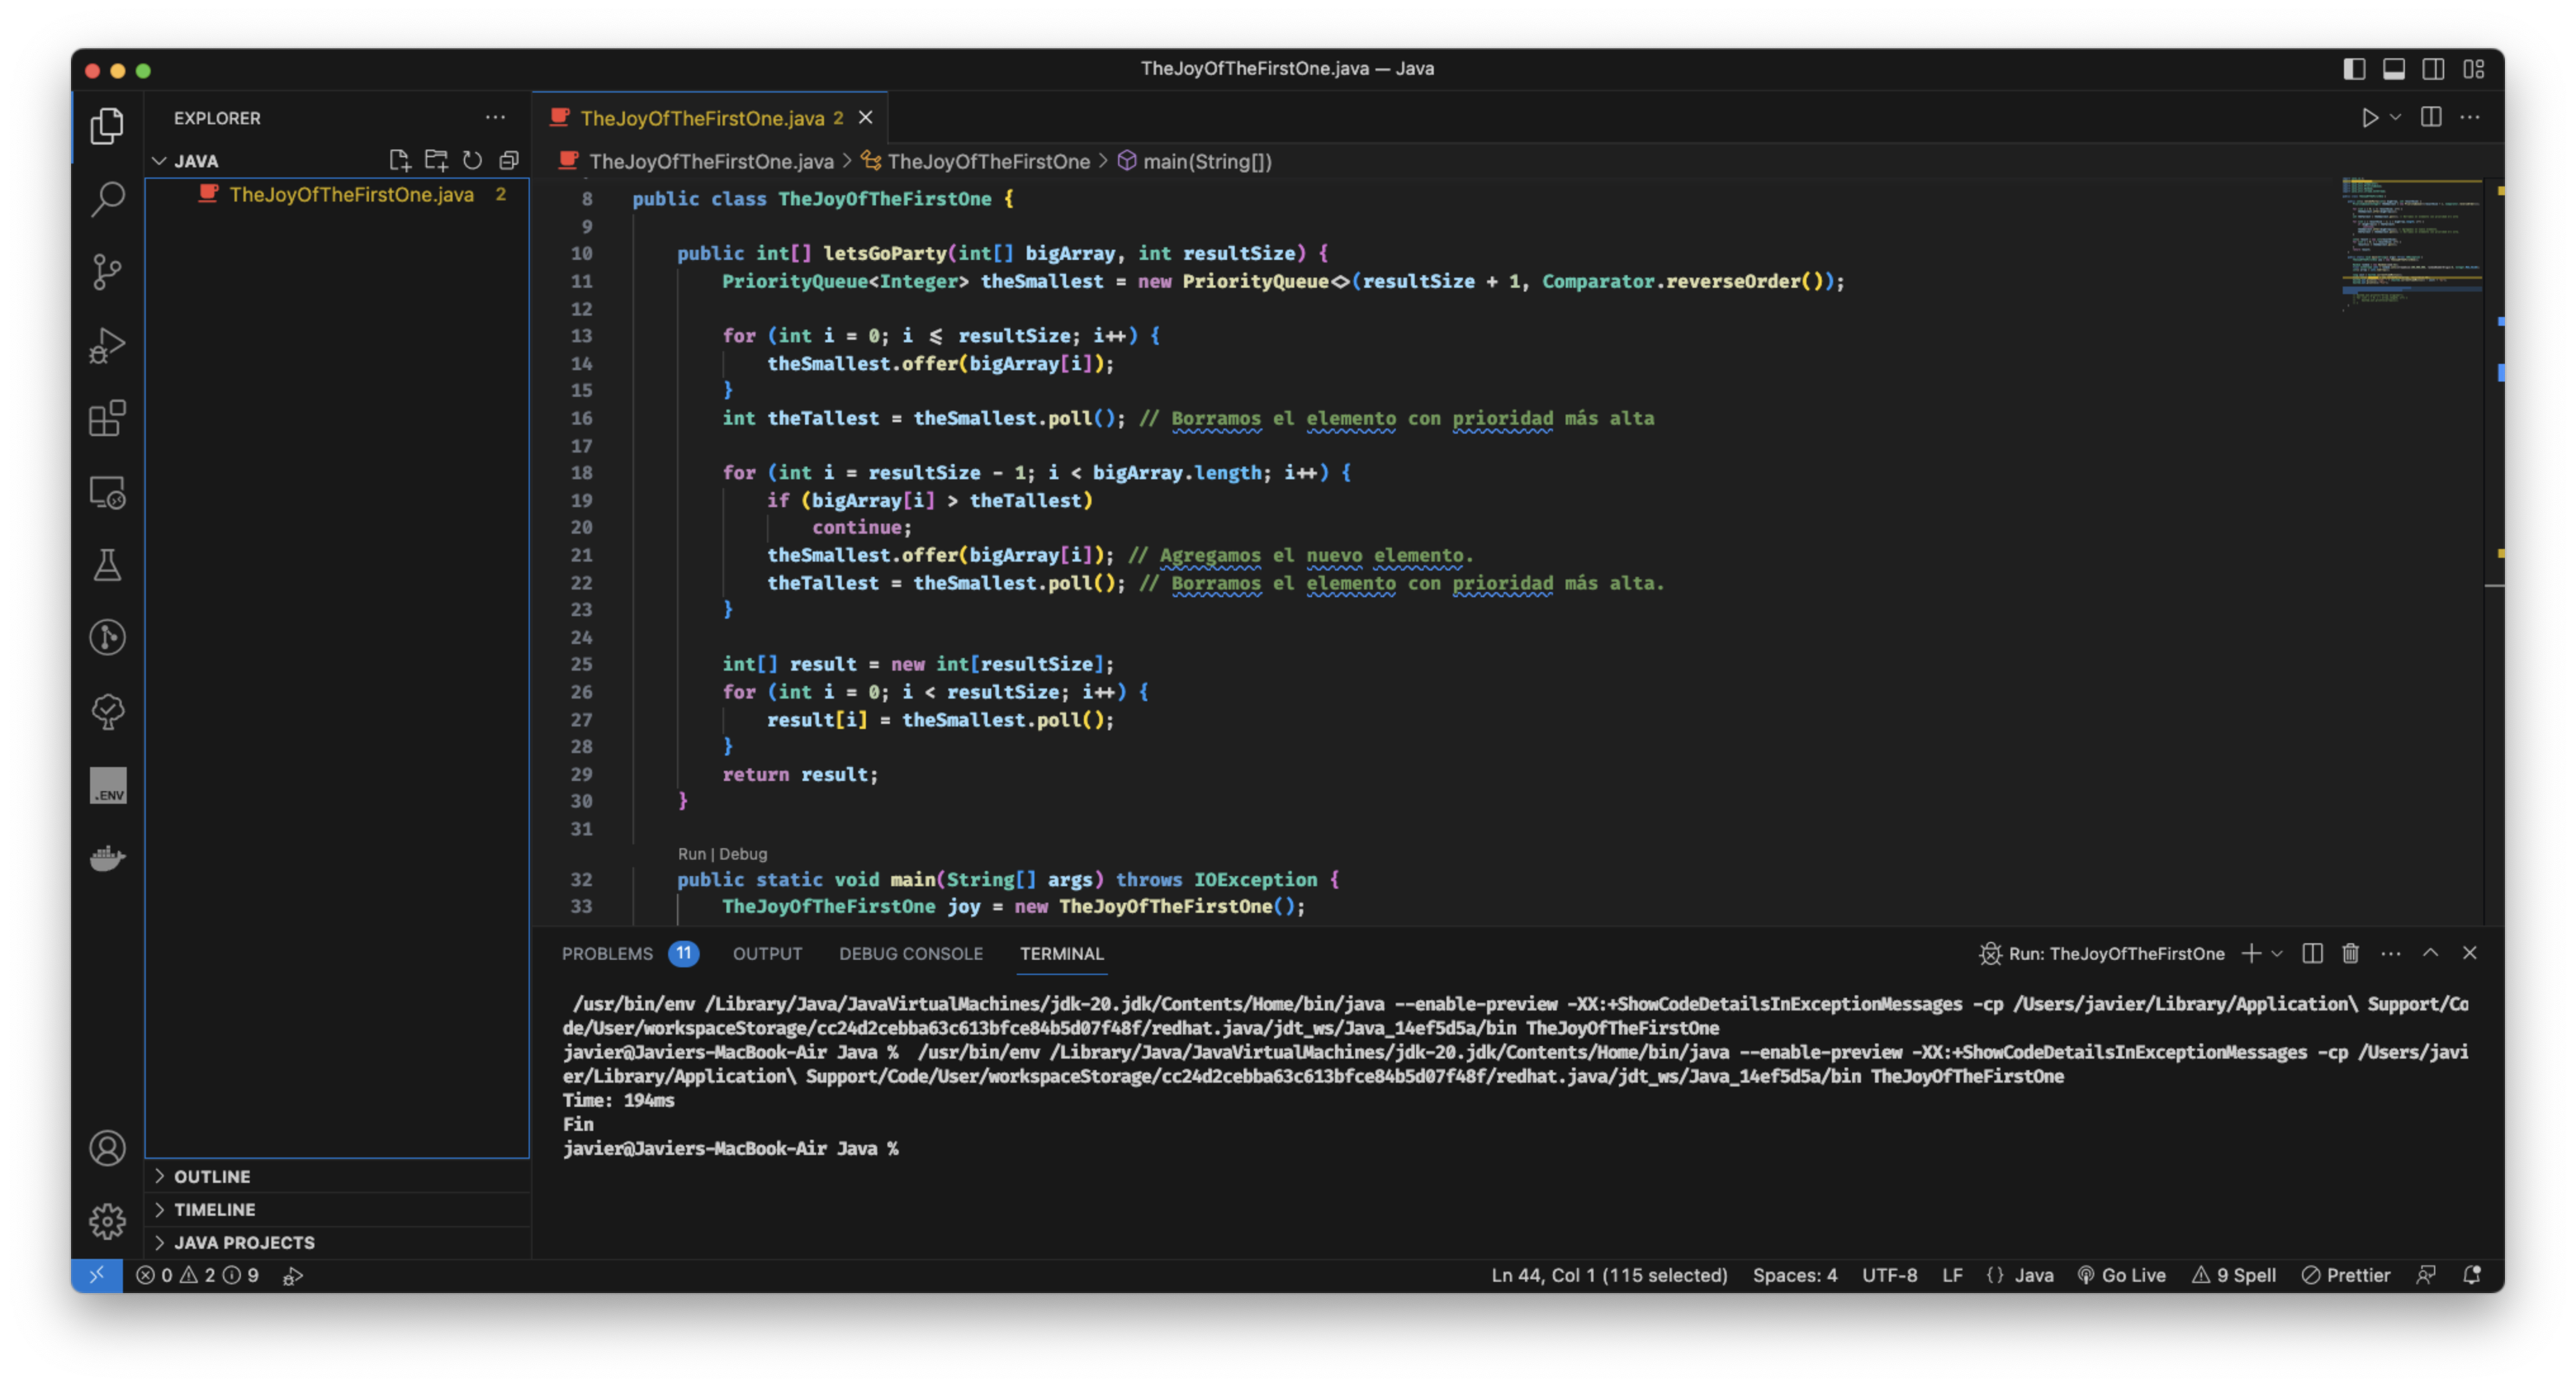 TheJoyOfTheFirstOne.java — Java
EXPLORER
JAVA
TheJoyOfTheFirstOne.java 2
OUTLINE
TIMELINE
JAVA PROJECTS
.ENV
TheJoyOfTheFirstOne.java 2
TheJoyOfTheFirstOne.java > TheJoyOfTheFirstOne > main(String[])
8 public class TheJoyOfTheFirstOne {
9
10 public int[] letsGoParty(int[] bigArray, int resultSize) {
11 PriorityQueue<Integer> theSmallest = new PriorityQueue<>(resultSize + 1, Comparator.reverseOrder());
12
13 for (int i = 0; i <= resultSize; i++) {
14 theSmallest.offer(bigArray[i]);
15 }
16 int theTallest = theSmallest.poll(); // Borramos el elemento con prioridad más alta
17
18 for (int i = resultSize - 1; i < bigArray.length; i++) {
19 if (bigArray[i] > theTallest)
20 continue;
21 theSmallest.offer(bigArray[i]); // Agregamos el nuevo elemento.
22 theTallest = theSmallest.poll(); // Borramos el elemento con prioridad más alta.
23 }
24
25 int[] result = new int[resultSize];
26 for (int i = 0; i < resultSize; i++) {
27 result[i] = theSmallest.poll();
28 }
29 return result;
30 }
31
Run | Debug
32 public static void main(String[] args) throws IOException {
33 TheJoyOfTheFirstOne joy = new TheJoyOfTheFirstOne();
PROBLEMS 11 OUTPUT DEBUG CONSOLE TERMINAL
Run: TheJoyOfTheFirstOne
/usr/bin/env /Library/Java/JavaVirtualMachines/jdk-20.jdk/Contents/Home/bin/java --enable-preview -XX:+ShowCodeDetailsInExceptionMessages -cp /Users/javier/Library/Application\ Support/Co
de/User/workspaceStorage/cc24d2cebba63c613bfce84b5d07f48f/redhat.java/jdt_ws/Java_14ef5d5a/bin TheJoyOfTheFirstOne
javier@Javiers-MacBook-Air Java % /usr/bin/env /Library/Java/JavaVirtualMachines/jdk-20.jdk/Contents/Home/bin/java --enable-preview -XX:+ShowCodeDetailsInExceptionMessages -cp /Users/javi
er/Library/Application\ Support/Code/User/workspaceStorage/cc24d2cebba63c613bfce84b5d07f48f/redhat.java/jdt_ws/Java_14ef5d5a/bin TheJoyOfTheFirstOne
Time: 194ms
Fin
javier@Javiers-MacBook-Air Java %
0 2 9
Ln 44, Col 1 (115 selected) Spaces: 4 UTF-8 LF {} Java Go Live 9 Spell Prettier